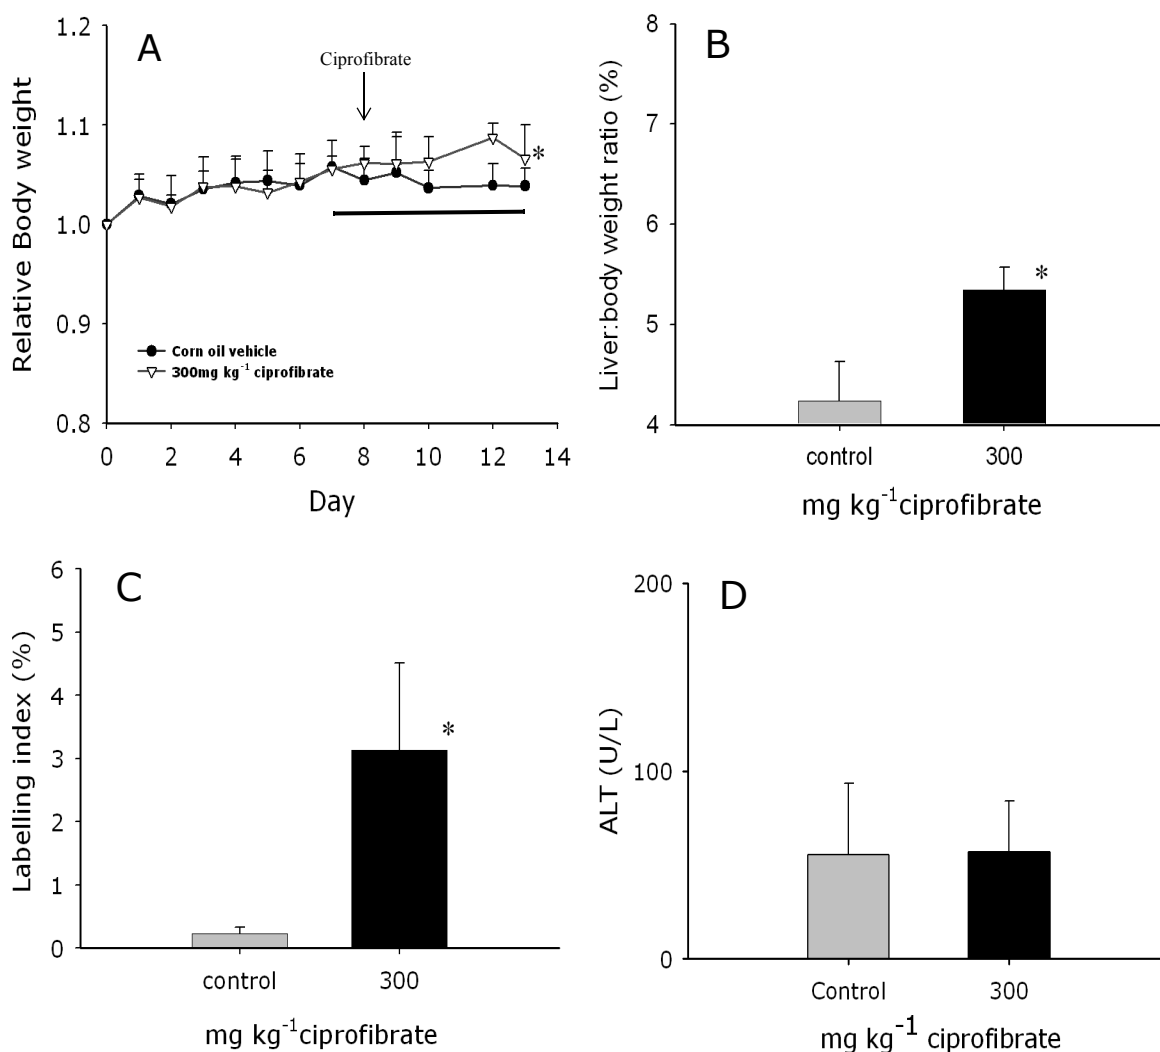 A
Ciprofibrate
Relative Body weight
1.2
1.1
1.0
0.9
0.8
*
Corn oil vehicle
300mg kg⁻¹ ciprofibrate
0 2 4 6 8 10 12 14
Day
B
Liver:body weight ratio (%)
8
7
6
5
4
*
control 300
mg kg⁻¹ciprofibrate
C
Labelling index (%)
6
5
4
3
2
1
0
*
control 300
mg kg⁻¹ciprofibrate
D
ALT (U/L)
200
100
0
Control 300
mg kg⁻¹ ciprofibrate